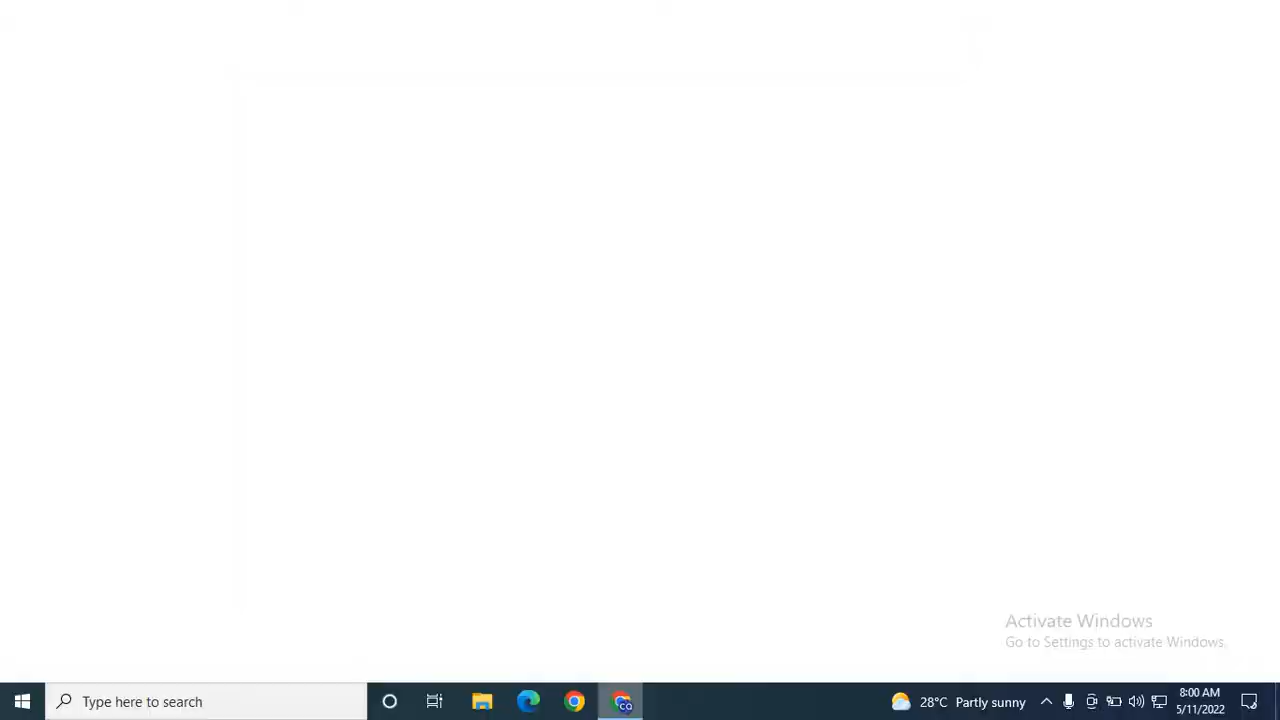 Activate Windows
Go to Settings to activate Windows.
Type here to search
CO
28°C Partly sunny
8:00 AM
5/11/2022